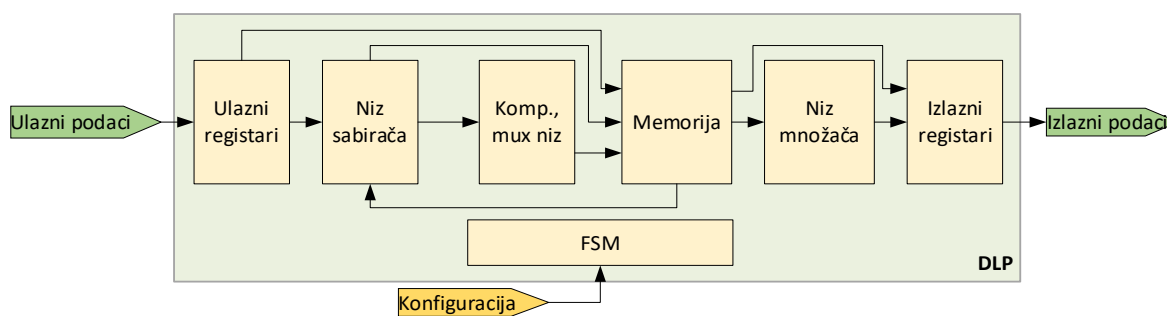 Ulazni podaci
Ulazni
registari
Niz
sabirača
Komp.,
mux niz
Memorija
Niz
množača
Izlazni
registari
Izlazni podaci
FSM
DLP
Konfiguracija